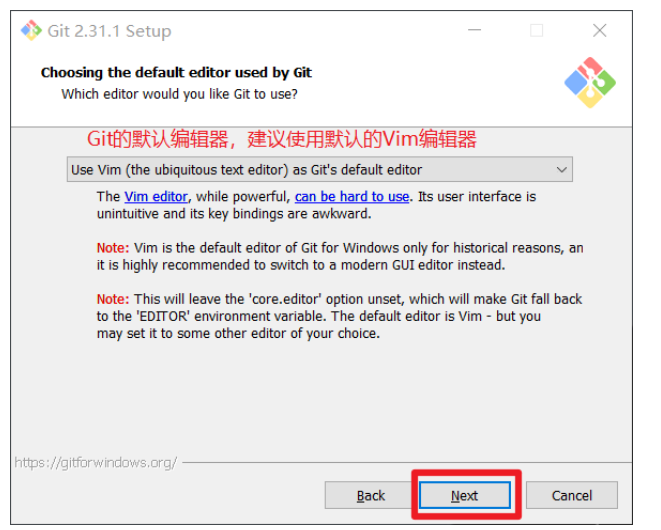 Git 2.31.1 Setup
Choosing the default editor used by Git
Which editor would you like Git to use?
Git的默认编辑器，建议使用默认的Vim编辑器
Use Vim (the ubiquitous text editor) as Git's default editor
The Vim editor, while powerful, can be hard to use. Its user interface is
unintuitive and its key bindings are awkward.
Note: Vim is the default editor of Git for Windows only for historical reasons, an
it is highly recommended to switch to a modern GUI editor instead.
Note: This will leave the 'core.editor' option unset, which will make Git fall back
to the 'EDITOR' environment variable. The default editor is Vim - but you
may set it to some other editor of your choice.
https://gitforwindows.org/
Back Next Cancel